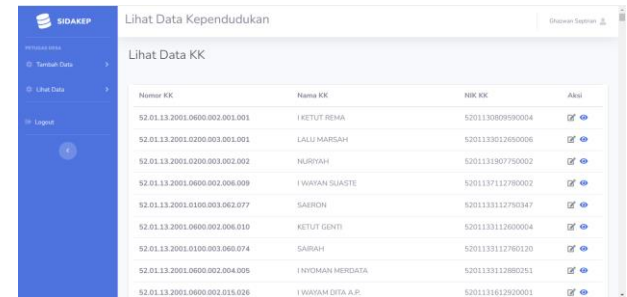 SIDAKEP
Lihat Data Kependudukan
PETUGAS DESA
Tambah Data
Lihat Data
Logout
Lihat Data KK
Nomor KK Nama KK NIK KK Aksi
52.01.13.2001.0600.002.001.001 I KETUT REMA 5201130809590004
52.01.13.2001.0200.003.001.001 LALU MARSAH 5201133012650006
52.01.13.2001.0200.003.002.002 NURIYAH 5201131907750002
52.01.13.2001.0600.002.006.009 I WAYAN SUASTE 5201137112780002
52.01.13.2001.0100.003.062.077 SAERON 5201133112750347
52.01.13.2001.0600.002.006.010 KETUT GENTI 5201133112600004
52.01.13.2001.0100.003.060.074 SAIRAH 5201133112760120
52.01.13.2001.0600.002.004.005 I NYOMAN MERDATA 5201133112880251
52.01.13.2001.0600.002.015.026 I WAYAM DITA A.P. 5201131612920001